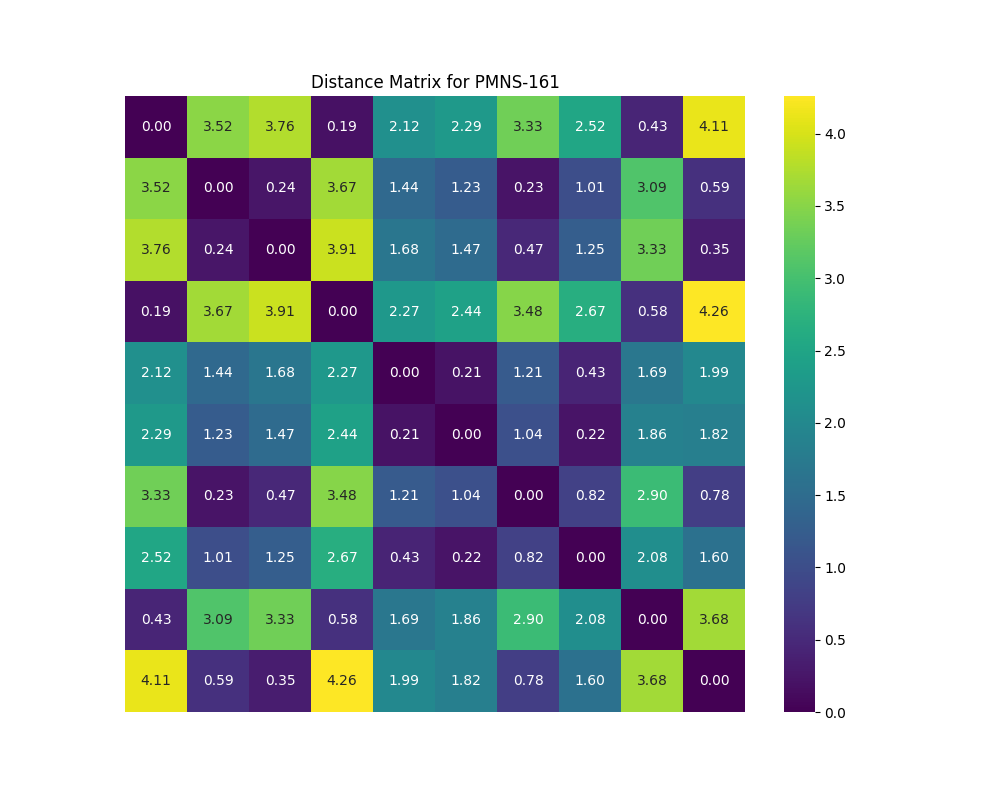 Distance Matrix for PMNS-161
0.00 3.52 3.76 0.19 2.12 2.29 3.33 2.52 0.43 4.11
3.52 0.00 0.24 3.67 1.44 1.23 0.23 1.01 3.09 0.59
3.76 0.24 0.00 3.91 1.68 1.47 0.47 1.25 3.33 0.35
0.19 3.67 3.91 0.00 2.27 2.44 3.48 2.67 0.58 4.26
2.12 1.44 1.68 2.27 0.00 0.21 1.21 0.43 1.69 1.99
2.29 1.23 1.47 2.44 0.21 0.00 1.04 0.22 1.86 1.82
3.33 0.23 0.47 3.48 1.21 1.04 0.00 0.82 2.90 0.78
2.52 1.01 1.25 2.67 0.43 0.22 0.82 0.00 2.08 1.60
0.43 3.09 3.33 0.58 1.69 1.86 2.90 2.08 0.00 3.68
4.11 0.59 0.35 4.26 1.99 1.82 0.78 1.60 3.68 0.00
4.0
3.5
3.0
2.5
2.0
1.5
1.0
0.5
0.0